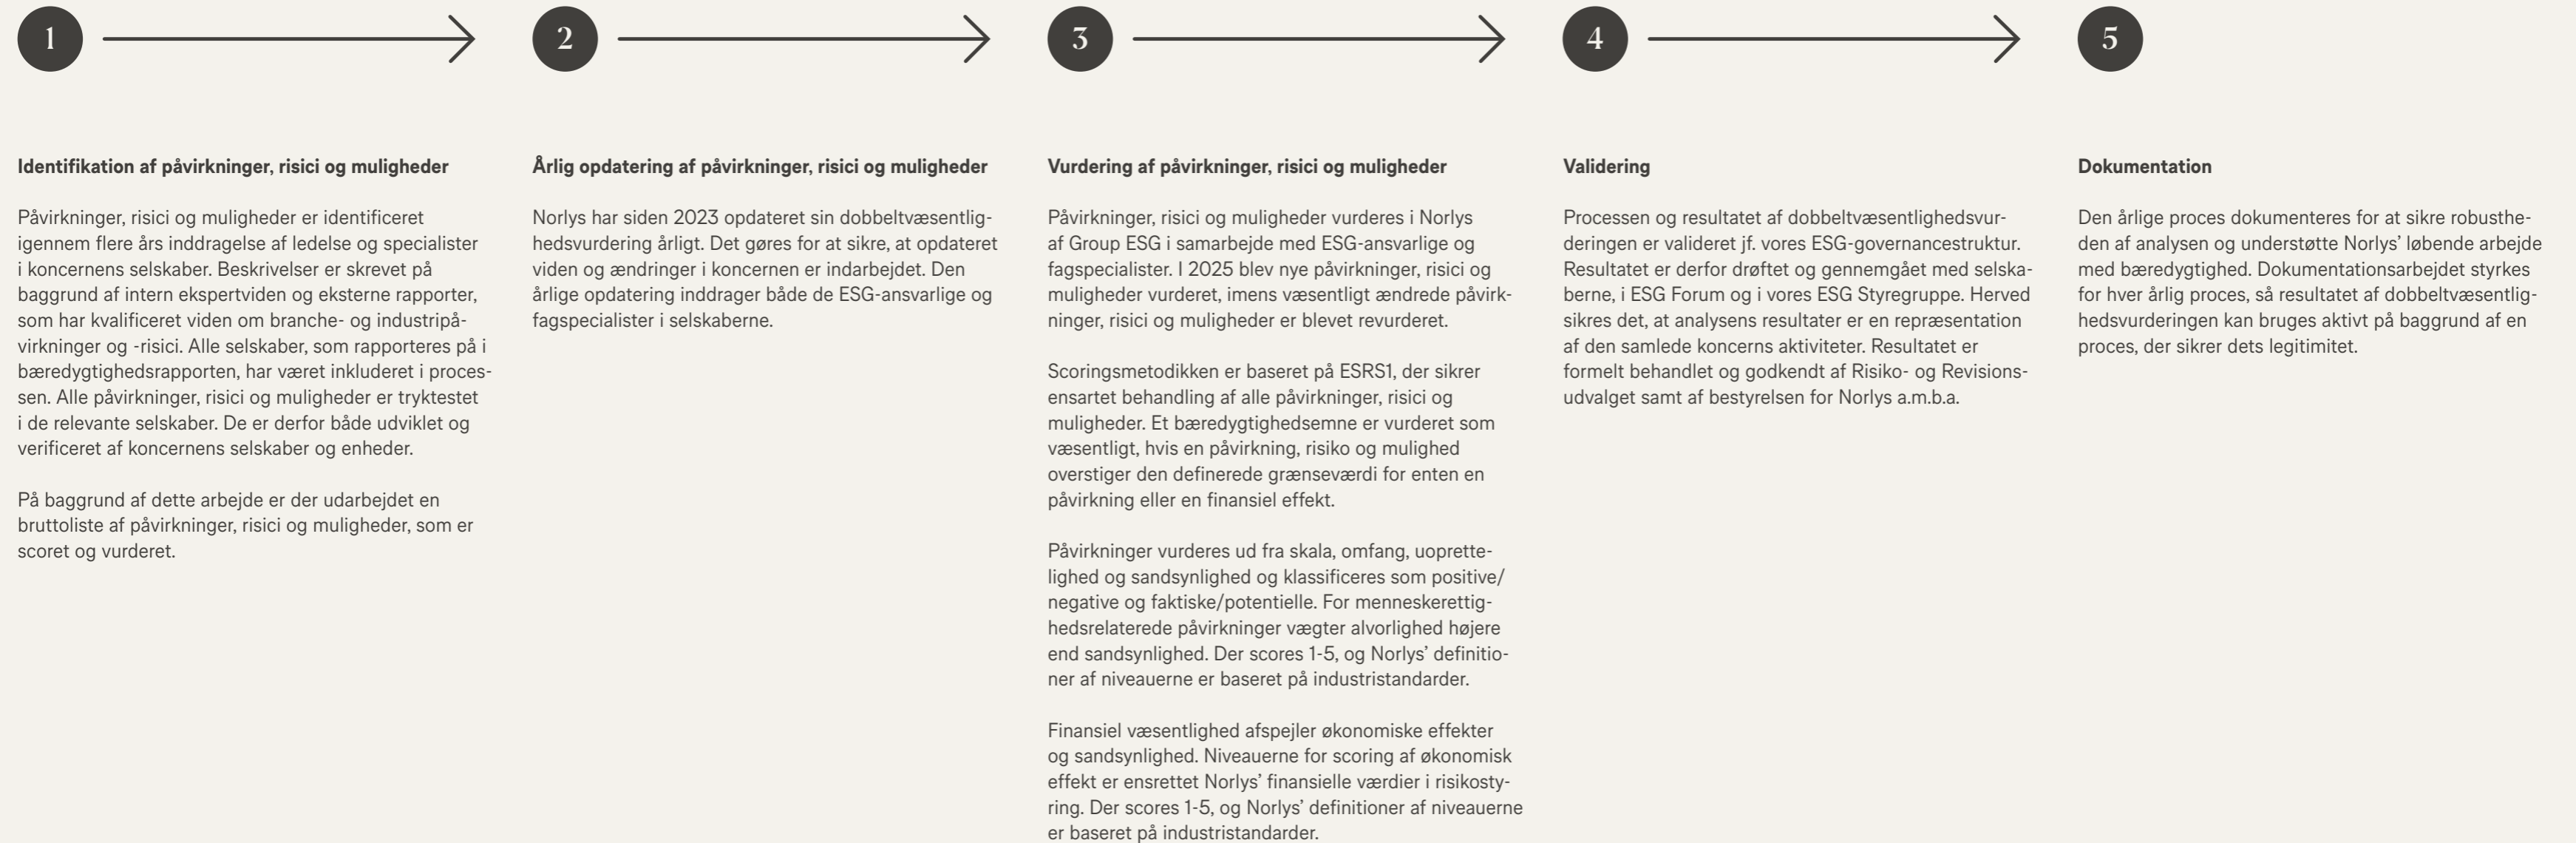 1
Identifikation af påvirkninger, risici og muligheder
Påvirkninger, risici og muligheder er identificeret
igennem flere års inddragelse af ledelse og specialister
i koncernens selskaber. Beskrivelser er skrevet på
baggrund af intern ekspertviden og eksterne rapporter,
som har kvalificeret viden om branche- og industripå-
virkninger og -risici. Alle selskaber, som rapporteres på i
bæredygtighedsrapporten, har været inkluderet i proces-
sen. Alle påvirkninger, risici og muligheder er tryktestet
i de relevante selskaber. De er derfor både udviklet og
verificeret af koncernens selskaber og enheder.
På baggrund af dette arbejde er der udarbejdet en
bruttoliste af påvirkninger, risici og muligheder, som er
scoret og vurderet.
2
Årlig opdatering af påvirkninger, risici og muligheder
Norlys har siden 2023 opdateret sin dobbeltvæsentlig-
hedsvurdering årligt. Det gøres for at sikre, at opdateret
viden og ændringer i koncernen er indarbejdet. Den
årlige opdatering inddrager både de ESG-ansvarlige og
fagspecialister i selskaberne.
3
Vurdering af påvirkninger, risici og muligheder
Påvirkninger, risici og muligheder vurderes i Norlys
af Group ESG i samarbejde med ESG-ansvarlige og
fagspecialister. I 2025 blev nye påvirkninger, risici og
muligheder vurderet, imens væsentligt ændrede påvirk-
ninger, risici og muligheder er blevet revurderet.
Scoringsmetodikken er baseret på ESRS1, der sikrer
ensartet behandling af alle påvirkninger, risici og
muligheder. Et bæredygtighedsemne er vurderet som
væsentligt, hvis en påvirkning, risiko og mulighed
overstiger den definerede grænseværdi for enten en
påvirkning eller en finansiel effekt.
Påvirkninger vurderes ud fra skala, omfang, uoprette-
lighed og sandsynlighed og klassificeres som positive/
negative og faktiske/potentielle. For menneskerettig-
hedsrelaterede påvirkninger vægter alvorlighed højere
end sandsynlighed. Der scores 1-5, og Norlys’ definitio-
ner af niveauerne er baseret på industristandarder.
Finansiel væsentlighed afspejler økonomiske effekter
og sandsynlighed. Niveauerne for scoring af økonomisk
effekt er ensrettet Norlys’ finansielle værdier i risikosty-
ring. Der scores 1-5, og Norlys’ definitioner af niveauerne
er baseret på industristandarder.
4
Validering
Processen og resultatet af dobbeltvæsentlighedsvur-
deringen er valideret jf. vores ESG-governancestruktur.
Resultatet er derfor drøftet og gennemgået med selska-
berne, i ESG Forum og i vores ESG Styregruppe. Herved
sikres det, at analysens resultater er en repræsentation
af den samlede koncerns aktiviteter. Resultatet er
formelt behandlet og godkendt af Risiko- og Revisions-
udvalget samt af bestyrelsen for Norlys a.m.b.a.
5
Dokumentation
Den årlige proces dokumenteres for at sikre robusthe-
den af analysen og understøtte Norlys’ løbende arbejde
med bæredygtighed. Dokumentationsarbejdet styrkes
for hver årlig proces, så resultatet af dobbeltvæsentlig-
hedsvurderingen kan bruges aktivt på baggrund af en
proces, der sikrer dets legitimitet.